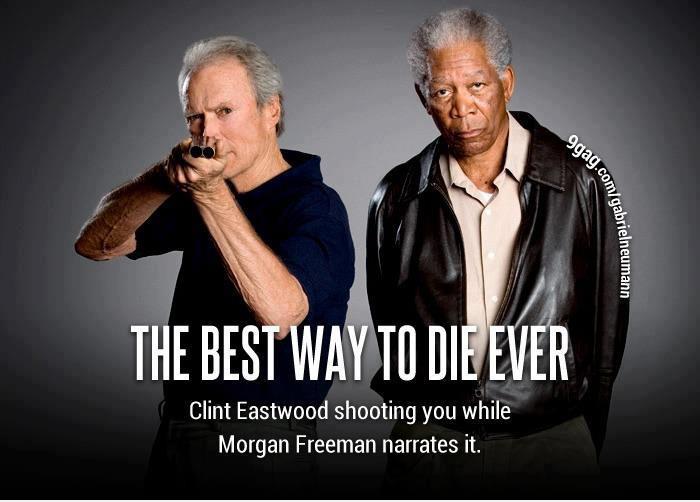 9gag.com/gabrielneumann
THE BEST WAY TO DIE EVER
Clint Eastwood shooting you while
Morgan Freeman narrates it.